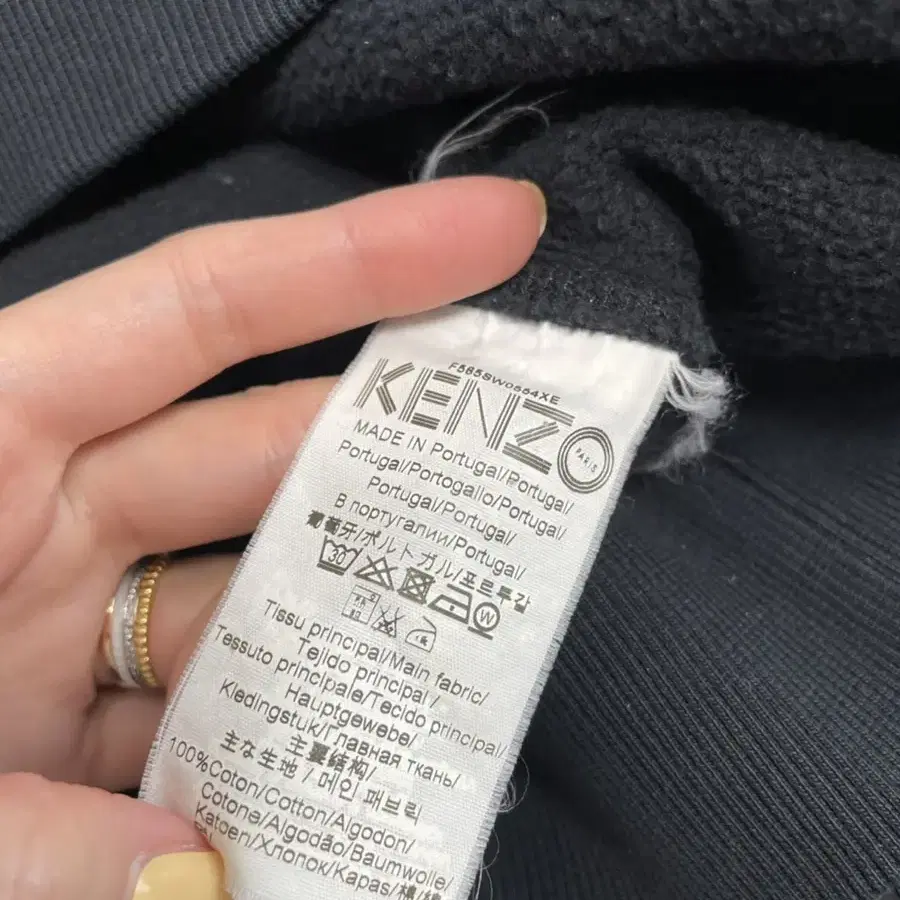 F565SW0554XE
KENZO
PARIS
MADE IN Portugal/Portugal/
Portugal/Portogallo/Portugal/
Portugal/Portugal/
В португалии/Portugal
葡萄牙/ポルトガル/포르투갈
30 W
Tissu principal/Main fabric/
Tejido principal/
Tessuto principale/Tecido principal/
Hauptgewebe/
Kledingstuk/Главная ткань/
主要结构/
主な生地 / 메인 패브릭
100%Coton/Cotton/Algodon/
cotone/Algodão/Baumwolle/
Katoen/Хлопок/Kapas/棉/綿